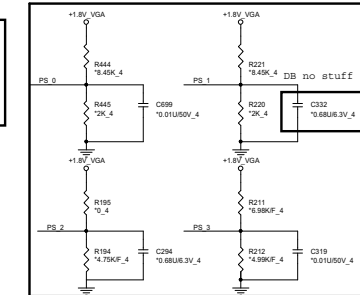 +1.8V_VGA
R444
*8.45K_4
PS_0
R445
*2K_4
C699
*0.01U/50V_4
+1.8V_VGA
R221
*8.45K_4
PS_1
DB no stuff
R220
*2K_4
C332
*0.68U/6.3V_4
+1.8V_VGA
R195
*0_4
PS_2
R194
*4.75K/F_4
C294
*0.68U/6.3V_4
+1.8V_VGA
R211
*6.98K/F_4
PS_3
R212
*4.99K/F_4
C319
*0.01U/50V_4